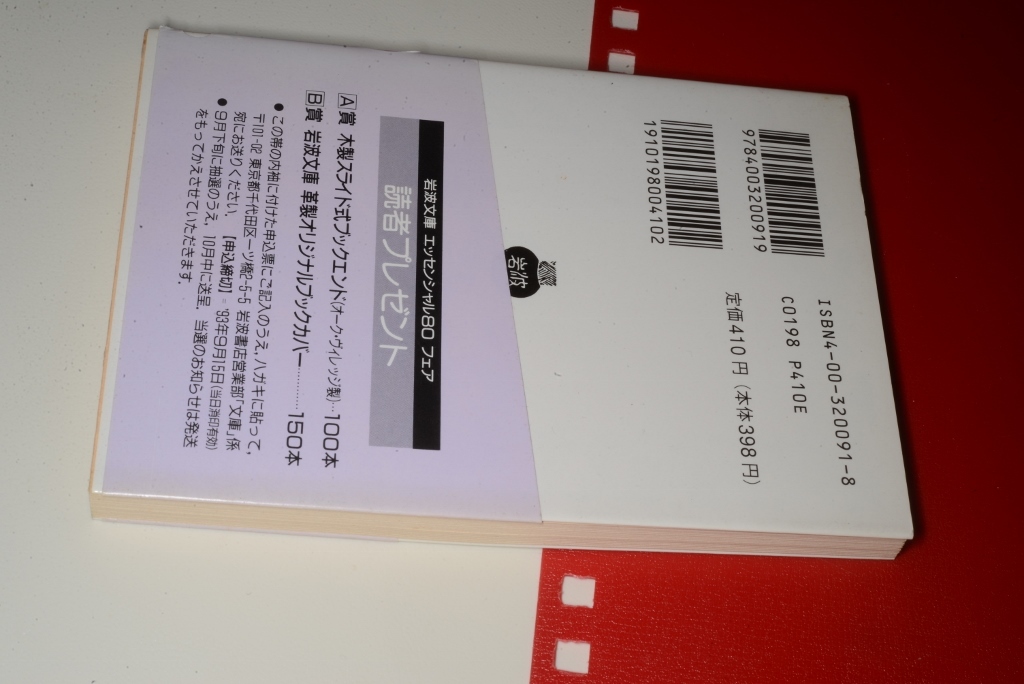 9784003200919
1910198004102
ISBN4-00-320091-8
C0198 P410E
定価410円（本体398円）
岩波
岩波文庫 エッセンシャル80 フェア
読者プレゼント
A賞 木製スライド式ブックエンド（オーク・ヴィレッジ製）…100本
B賞 岩波文庫 革製オリジナルブックカバー…………150本
●この帯の内袖に付けた申込票にご記入のうえ，ハガキに貼って，
〒101-02 東京都千代田区一ツ橋2-5-5 岩波書店営業部「文庫」係
宛にお送りください．【申込締切】＝'93年9月15日（当日消印有効）
●9月下旬に抽選のうえ，10月中に送呈．当選のお知らせは発送
をもってかえさせていただきます．